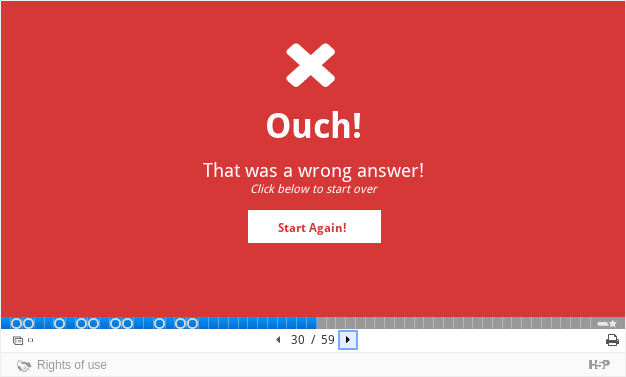 Ouch!
That was a wrong answer!
Click below to start over
Start Again!
30 / 59
Rights of use
H5P